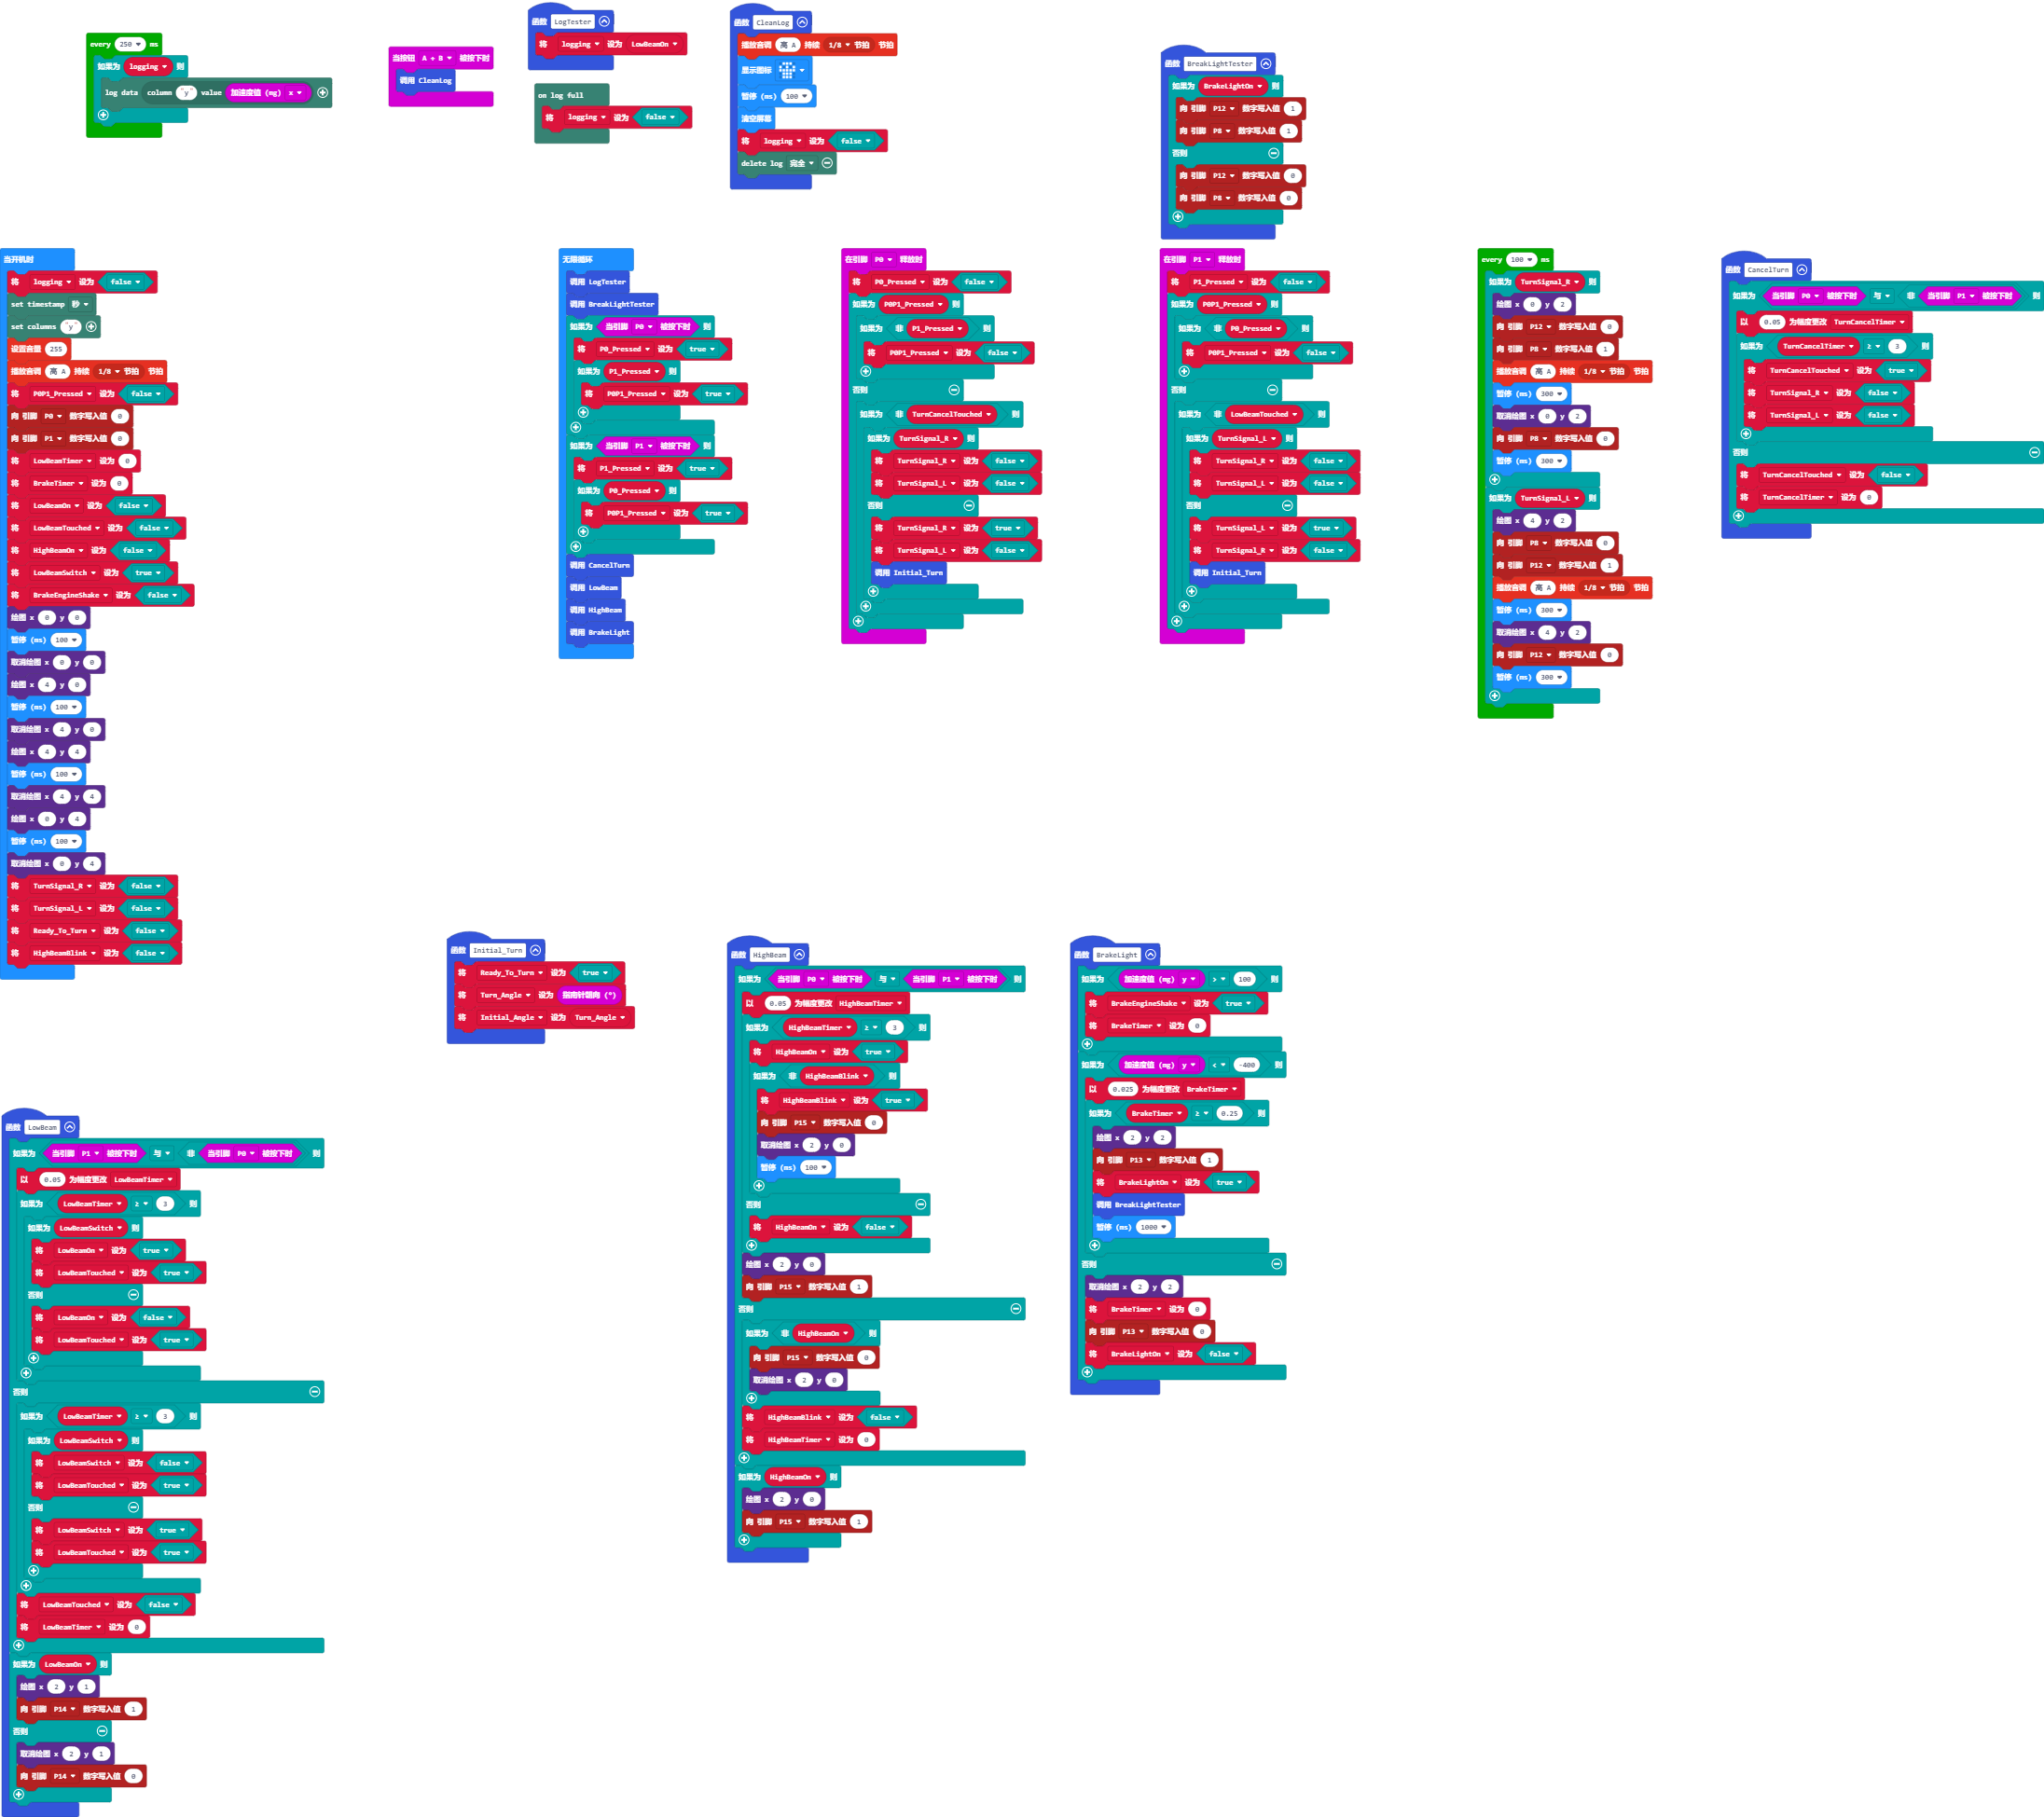 every 250 ms
如果为 logging 则
log data column "y" value 加速度值 (mg) x
当按钮 A + B 被按下时
调用 CleanLog
函数 LogTester
将 logging 设为 LowBeamOn
on log full
将 logging 设为 false
函数 CleanLog
播放音调 高 A 持续 1/8 节拍 节拍
显示图标
暂停 (ms) 100
清空屏幕
将 logging 设为 false
delete log 完全
函数 BreakLightTester
如果为 BrakeLightOn 则
向 引脚 P12 数字写入值 1
向 引脚 P8 数字写入值 1
否则
向 引脚 P12 数字写入值 0
向 引脚 P8 数字写入值 0
当开机时
将 logging 设为 false
set timestamp 秒
set columns "y"
设置音量 255
播放音调 高 A 持续 1/8 节拍 节拍
将 P0P1_Pressed 设为 false
向 引脚 P0 数字写入值 0
向 引脚 P1 数字写入值 0
将 LowBeamTimer 设为 0
将 BrakeTimer 设为 0
将 LowBeamOn 设为 false
将 LowBeamTouched 设为 false
将 HighBeamOn 设为 false
将 LowBeamSwitch 设为 true
将 BrakeEngineShake 设为 false
绘图 x 0 y 0
暂停 (ms) 100
取消绘图 x 0 y 0
绘图 x 4 y 0
暂停 (ms) 100
取消绘图 x 4 y 0
绘图 x 4 y 4
暂停 (ms) 100
取消绘图 x 4 y 4
绘图 x 0 y 4
暂停 (ms) 100
取消绘图 x 0 y 4
将 TurnSignal_R 设为 false
将 TurnSignal_L 设为 false
将 Ready_To_Turn 设为 false
将 HighBeamBlink 设为 false
无限循环
调用 LogTester
调用 BreakLightTester
如果为 当引脚 P0 被按下时 则
将 P0_Pressed 设为 true
如果为 P1_Pressed 则
将 P0P1_Pressed 设为 true
如果为 当引脚 P1 被按下时 则
将 P1_Pressed 设为 true
如果为 P0_Pressed 则
将 P0P1_Pressed 设为 true
调用 CancelTurn
调用 LowBeam
调用 HighBeam
调用 BrakeLight
在引脚 P0 释放时
将 P0_Pressed 设为 false
如果为 P0P1_Pressed 则
如果为 非 P1_Pressed 则
将 P0P1_Pressed 设为 false
否则
如果为 非 TurnCancelTouched 则
如果为 TurnSignal_R 则
将 TurnSignal_R 设为 false
将 TurnSignal_L 设为 false
否则
将 TurnSignal_R 设为 true
将 TurnSignal_L 设为 false
调用 Initial_Turn
在引脚 P1 释放时
将 P1_Pressed 设为 false
如果为 P0P1_Pressed 则
如果为 非 P0_Pressed 则
将 P0P1_Pressed 设为 false
否则
如果为 非 LowBeamTouched 则
如果为 TurnSignal_L 则
将 TurnSignal_R 设为 false
将 TurnSignal_L 设为 false
否则
将 TurnSignal_L 设为 true
将 TurnSignal_R 设为 false
调用 Initial_Turn
every 100 ms
如果为 TurnSignal_R 则
绘图 x 0 y 2
向 引脚 P12 数字写入值 0
向 引脚 P8 数字写入值 1
播放音调 高 A 持续 1/8 节拍 节拍
暂停 (ms) 300
取消绘图 x 0 y 2
向 引脚 P8 数字写入值 0
暂停 (ms) 300
如果为 TurnSignal_L 则
绘图 x 4 y 2
向 引脚 P8 数字写入值 0
向 引脚 P12 数字写入值 1
播放音调 高 A 持续 1/8 节拍 节拍
暂停 (ms) 300
取消绘图 x 4 y 2
向 引脚 P12 数字写入值 0
暂停 (ms) 300
函数 CancelTurn
如果为 当引脚 P0 被按下时 与 非 当引脚 P1 被按下时 则
以 0.05 为幅度更改 TurnCancelTimer
如果为 TurnCancelTimer ≥ 3 则
将 TurnCancelTouched 设为 true
将 TurnSignal_R 设为 false
将 TurnSignal_L 设为 false
否则
将 TurnCancelTouched 设为 false
将 TurnCancelTimer 设为 0
函数 Initial_Turn
将 Ready_To_Turn 设为 true
将 Turn_Angle 设为 指南针朝向 (°)
将 Initial_Angle 设为 Turn_Angle
函数 HighBeam
如果为 当引脚 P0 被按下时 与 当引脚 P1 被按下时 则
以 0.05 为幅度更改 HighBeamTimer
如果为 HighBeamTimer ≥ 3 则
将 HighBeamOn 设为 true
如果为 非 HighBeamBlink 则
将 HighBeamBlink 设为 true
向 引脚 P15 数字写入值 0
取消绘图 x 2 y 0
暂停 (ms) 100
否则
将 HighBeamOn 设为 false
绘图 x 2 y 0
向 引脚 P15 数字写入值 1
否则
如果为 非 HighBeamOn 则
向 引脚 P15 数字写入值 0
取消绘图 x 2 y 0
将 HighBeamBlink 设为 false
将 HighBeamTimer 设为 0
如果为 HighBeamOn 则
绘图 x 2 y 0
向 引脚 P15 数字写入值 1
函数 BrakeLight
如果为 加速度值 (mg) y > 100 则
将 BrakeEngineShake 设为 true
将 BrakeTimer 设为 0
如果为 加速度值 (mg) y < -400 则
以 0.025 为幅度更改 BrakeTimer
如果为 BrakeTimer ≥ 0.25 则
绘图 x 2 y 2
向 引脚 P13 数字写入值 1
将 BrakeLightOn 设为 true
调用 BreakLightTester
暂停 (ms) 1000
否则
取消绘图 x 2 y 2
将 BrakeTimer 设为 0
向 引脚 P13 数字写入值 0
将 BrakeLightOn 设为 false
函数 LowBeam
如果为 当引脚 P1 被按下时 与 非 当引脚 P0 被按下时 则
以 0.05 为幅度更改 LowBeamTimer
如果为 LowBeamTimer ≥ 3 则
如果为 LowBeamSwitch 则
将 LowBeamOn 设为 true
将 LowBeamTouched 设为 true
否则
将 LowBeamOn 设为 false
将 LowBeamTouched 设为 true
否则
如果为 LowBeamTimer ≥ 3 则
如果为 LowBeamSwitch 则
将 LowBeamSwitch 设为 false
将 LowBeamTouched 设为 true
否则
将 LowBeamSwitch 设为 true
将 LowBeamTouched 设为 true
将 LowBeamTouched 设为 false
将 LowBeamTimer 设为 0
如果为 LowBeamOn 则
绘图 x 2 y 1
向 引脚 P14 数字写入值 1
否则
取消绘图 x 2 y 1
向 引脚 P14 数字写入值 0